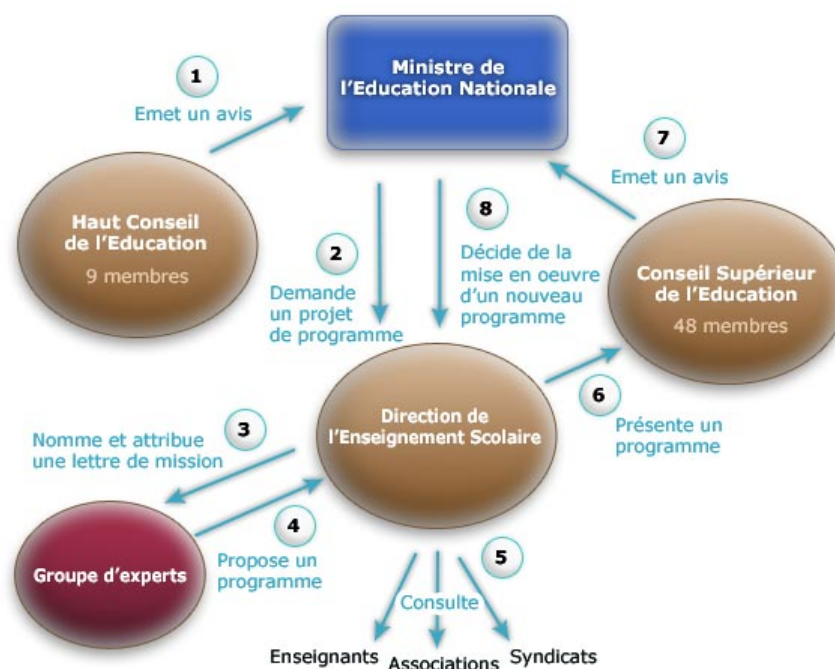 Ministre de
l'Education Nationale
1
Emet un avis
Haut Conseil
de l'Education
9 membres
2
Demande
un projet
de programme
8
Décide de la
mise en oeuvre
d'un nouveau
programme
7
Emet un avis
Conseil Supérieur
de l'Education
48 membres
Direction de
l'Enseignement Scolaire
6
Présente un
programme
3
Nomme et attribue
une lettre de mission
4
Propose un
programme
Groupe d'experts
5
Consulte
Enseignants
Associations
Syndicats